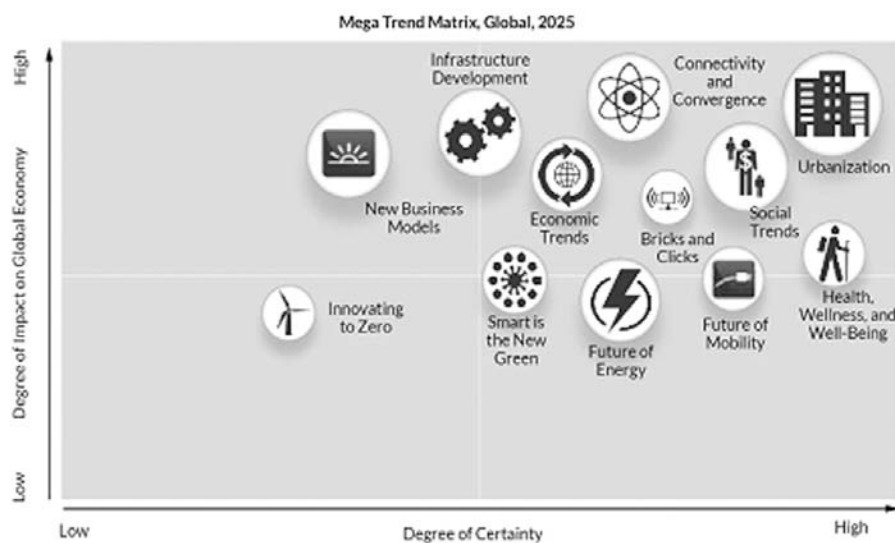 Mega Trend Matrix, Global, 2025
High
Degree of Impact on Global Economy
Low
Infrastructure
Development
Connectivity
and
Convergence
Urbanization
New Business
Models
Economic
Trends
Bricks and
Clicks
Social
Trends
Innovating
to Zero
Smart is
the New
Green
Future of
Energy
Future of
Mobility
Health,
Wellness, and
Well-Being
Low
Degree of Certainty
High